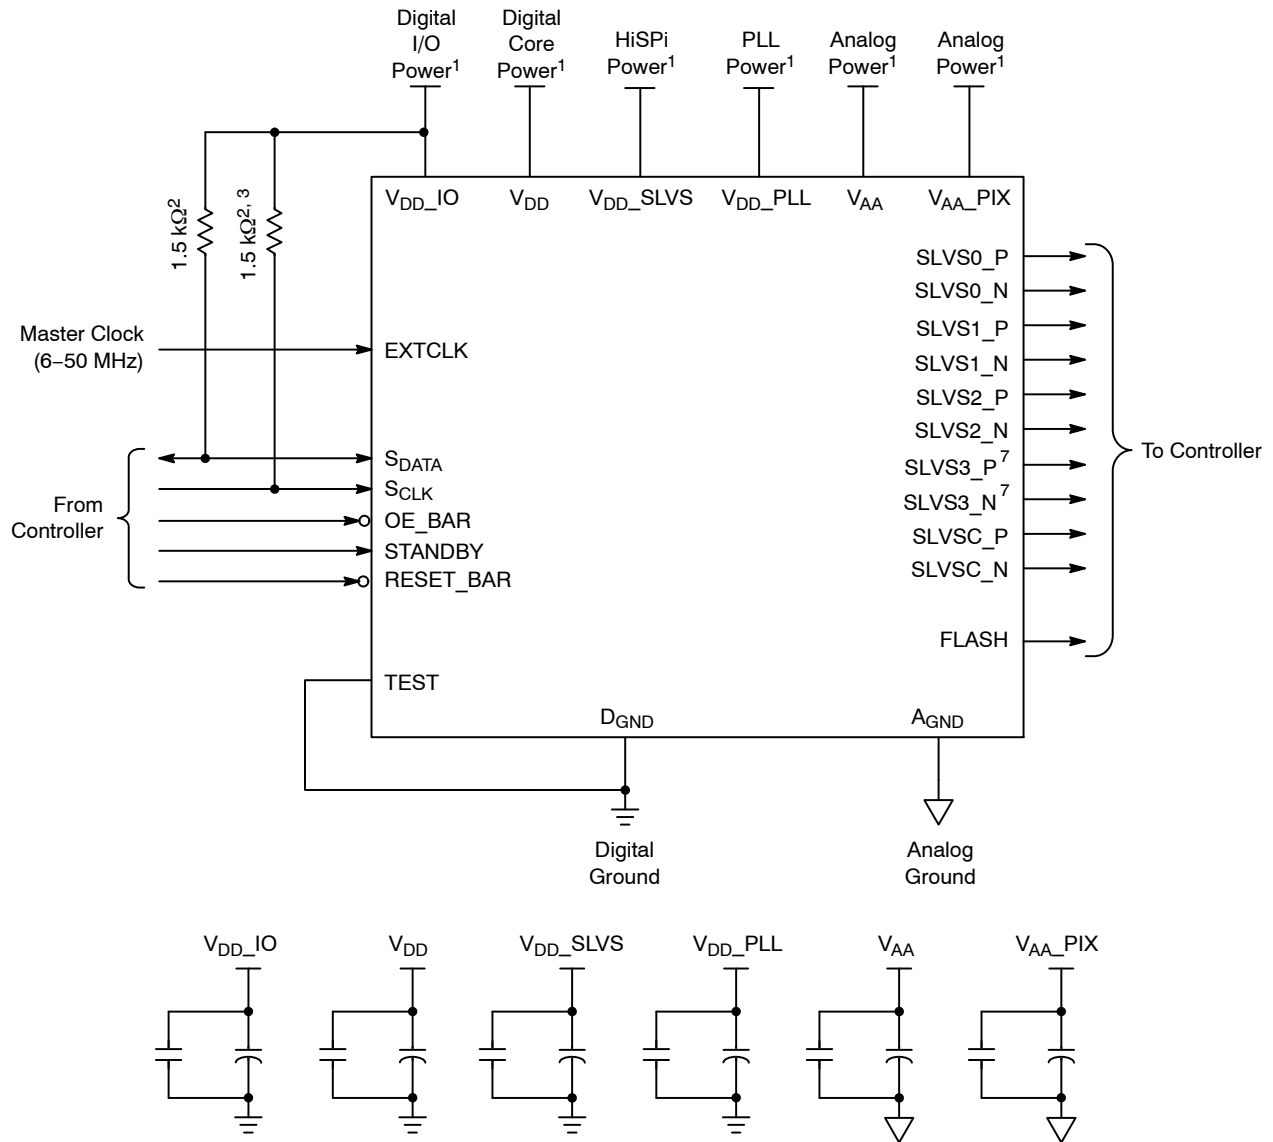 Digital
I/O
Power1
Digital
Core
Power1
HiSPi
Power1
PLL
Power1
Analog
Power1
Analog
Power1
VDD_IO
VDD
VDD_SLVS
VDD_PLL
VAA
VAA_PIX
1.5 kΩ2
1.5 kΩ2, 3
Master Clock
(6–50 MHz)
EXTCLK
From
Controller
SDATA
SCLK
OE_BAR
STANDBY
RESET_BAR
TEST
SLVS0_P
SLVS0_N
SLVS1_P
SLVS1_N
SLVS2_P
SLVS2_N
SLVS3_P7
SLVS3_N7
SLVSC_P
SLVSC_N
FLASH
To Controller
DGND
AGND
Digital
Ground
Analog
Ground
VDD_IO
VDD
VDD_SLVS
VDD_PLL
VAA
VAA_PIX